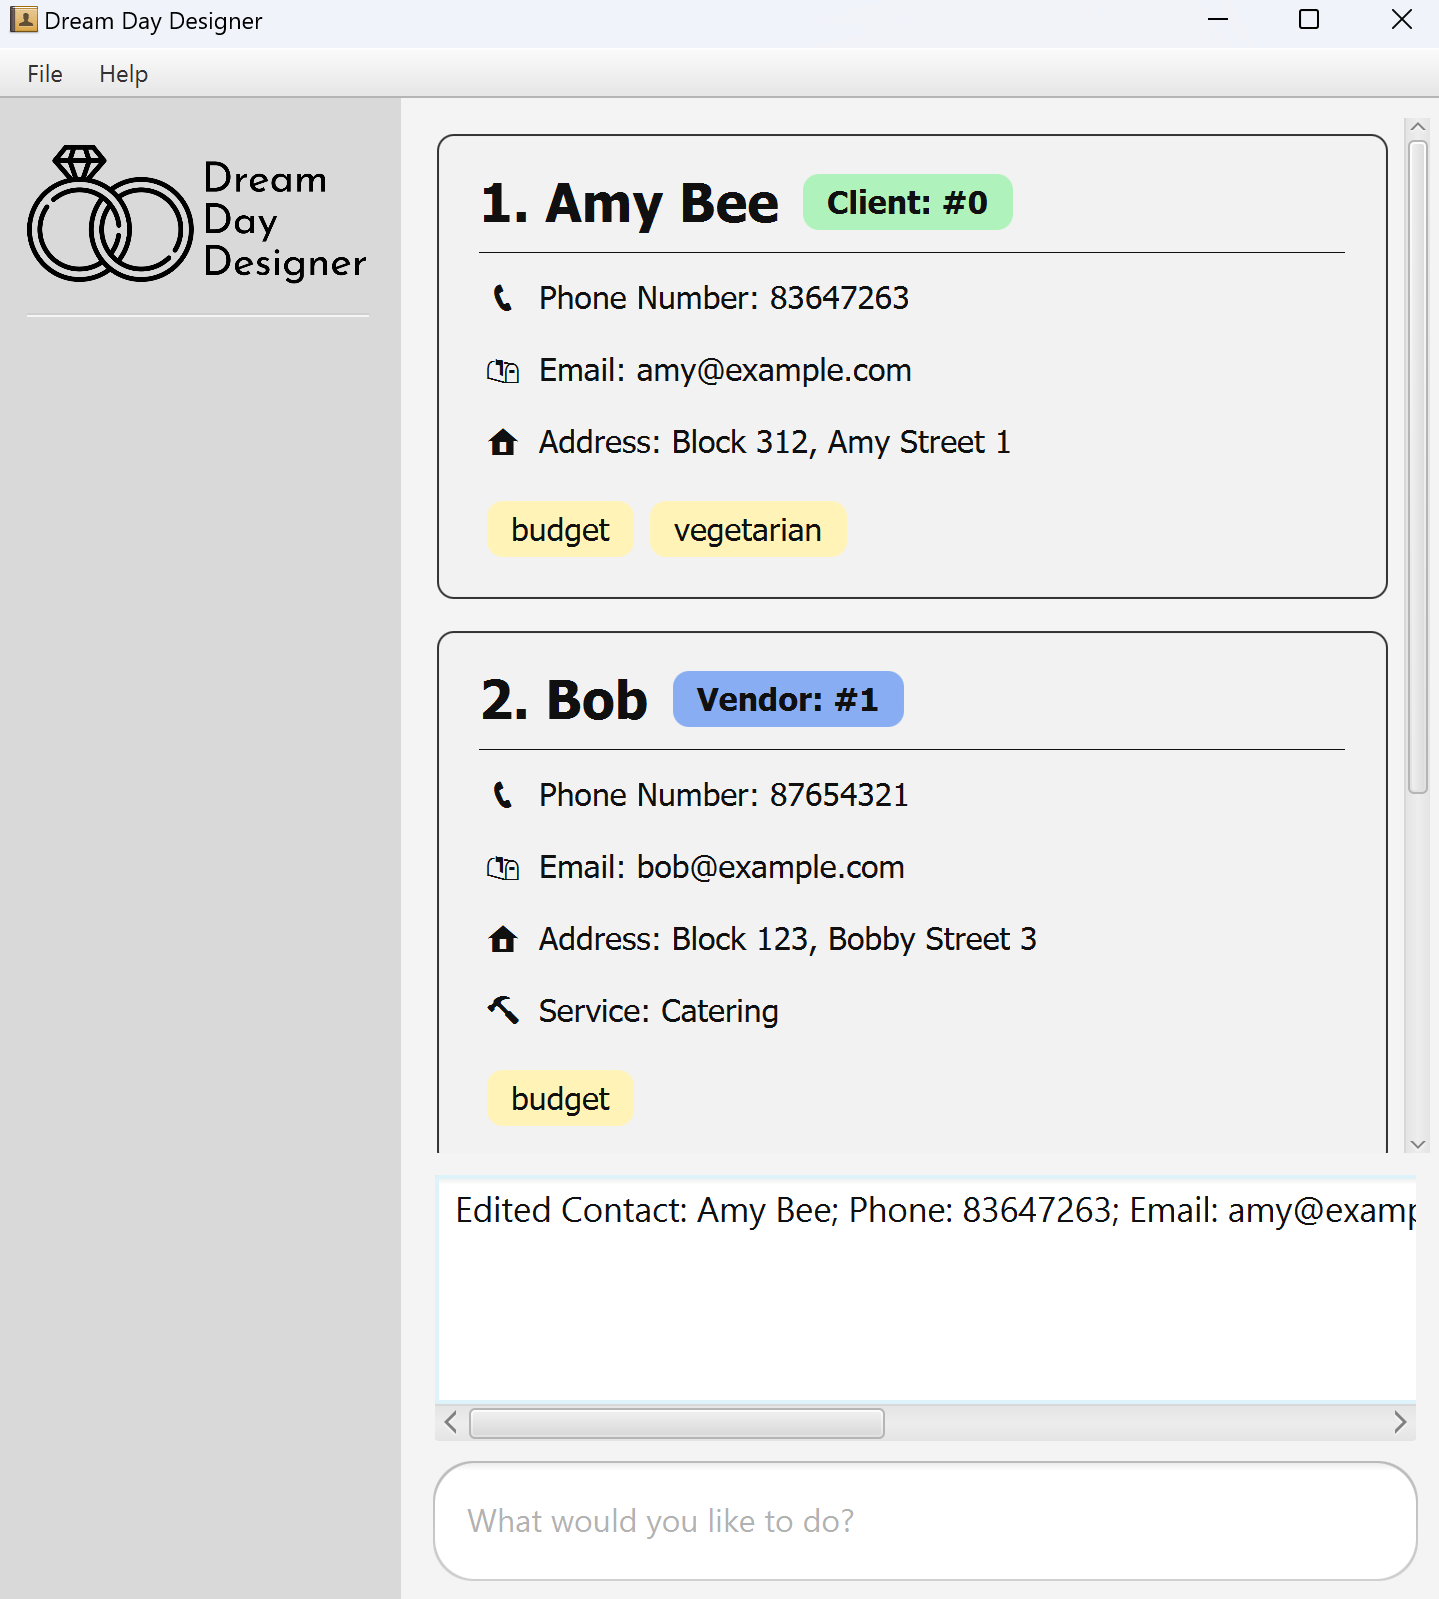 Dream Day Designer
File Help
Dream
Day
Designer
1. Amy Bee Client: #0
Phone Number: 83647263
Email: amy@example.com
Address: Block 312, Amy Street 1
budget vegetarian
2. Bob Vendor: #1
Phone Number: 87654321
Email: bob@example.com
Address: Block 123, Bobby Street 3
Service: Catering
budget
Edited Contact: Amy Bee; Phone: 83647263; Email: amy@examp
What would you like to do?